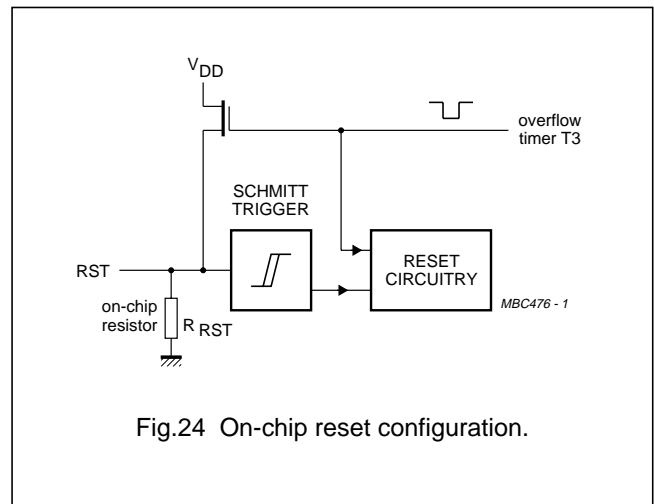 VDD
overflow
timer T3
SCHMITT
TRIGGER
RST
RESET
CIRCUITRY
on-chip
resistor
RRST
MBC476 - 1
Fig.24 On-chip reset configuration.